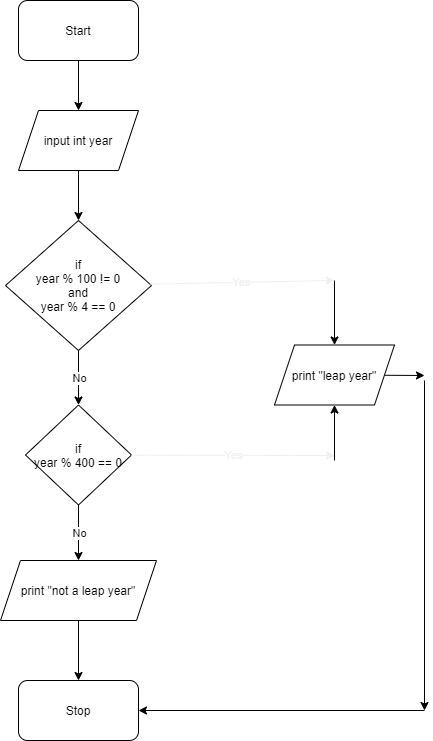 Start
input int year
if
year % 100 != 0
and
year % 4 == 0
Yes
No
print "leap year"
if
year % 400 == 0
Yes
No
print "not a leap year"
Stop